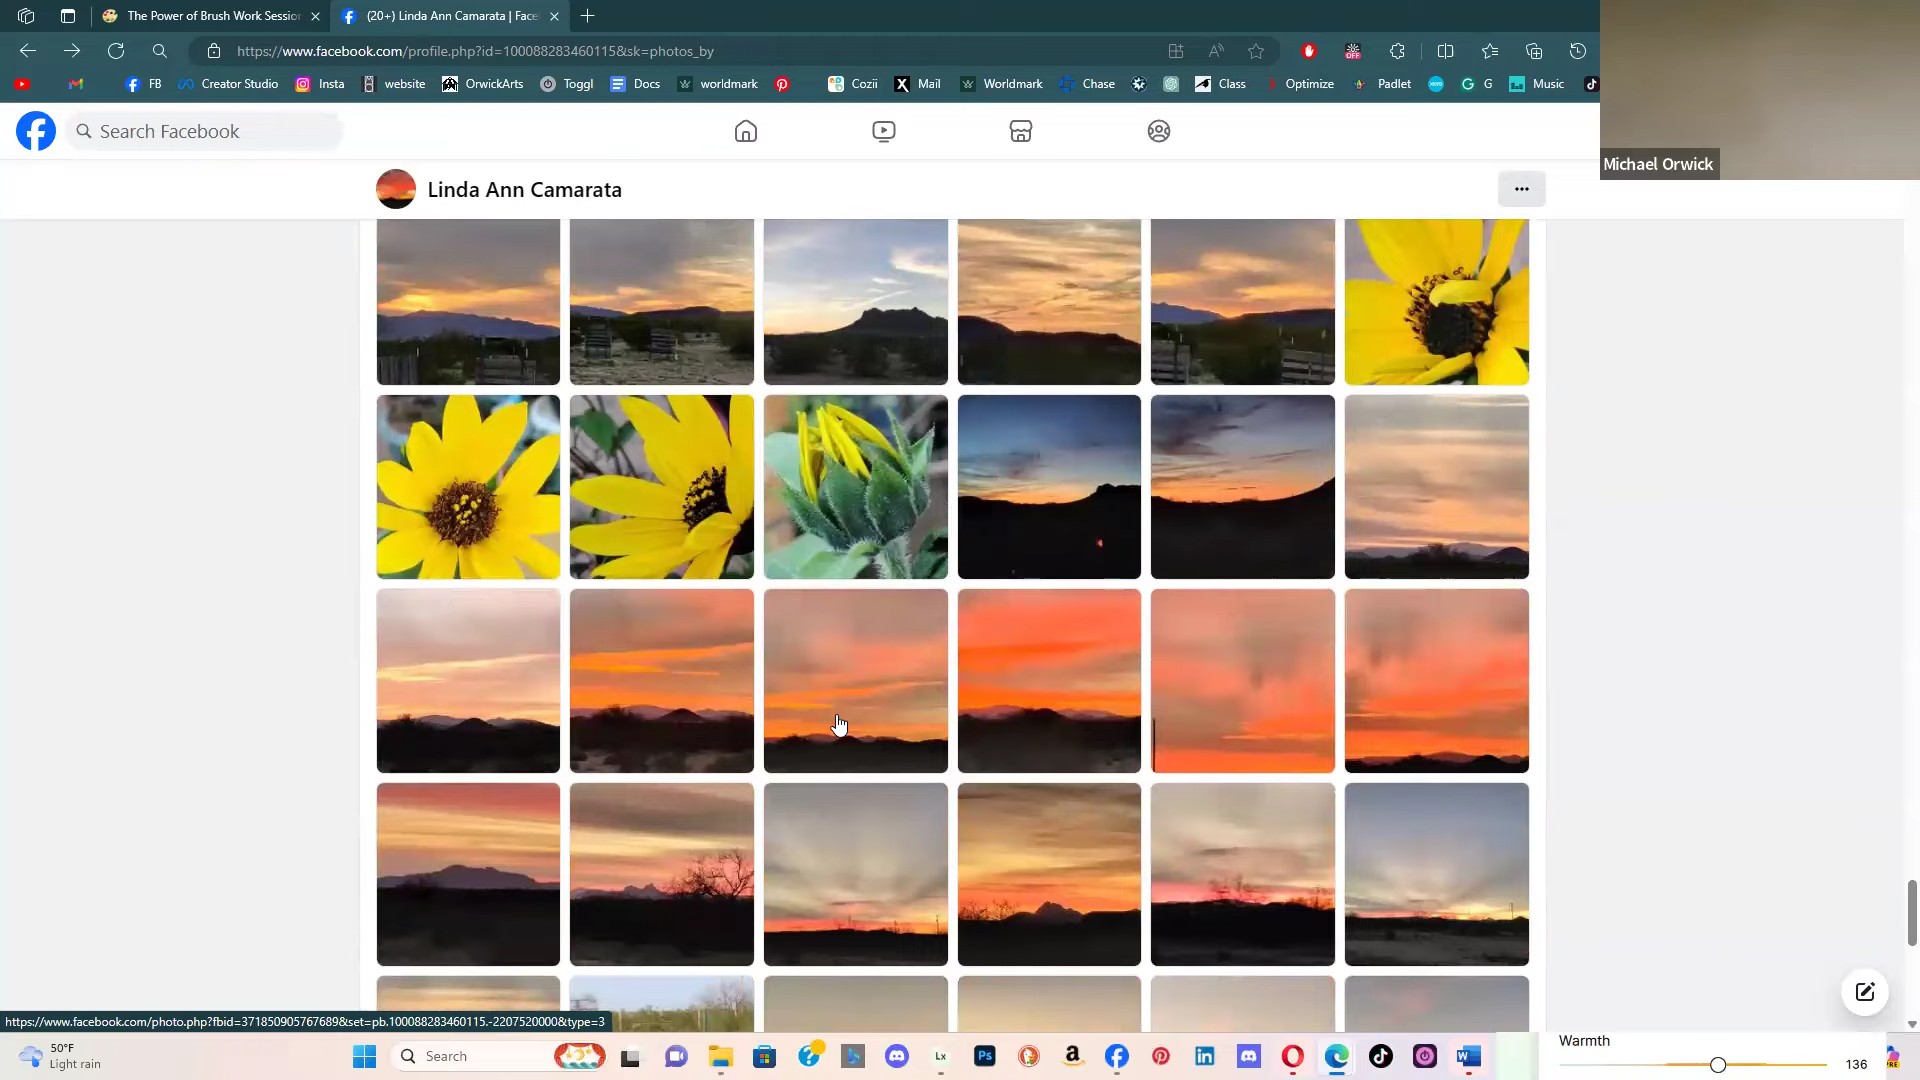 The Power of Brush Work Session
(20+) Linda Ann Camarata | Face
https://www.facebook.com/profile.php?id=100088283460115&sk=photos_by
OFF
FB
Creator Studio
Insta
website
OrwickArts
Toggl
Docs
worldmark
Cozii
Mail
Worldmark
Chase
Class
Optimize
Padlet
G
Music
Search Facebook
Michael Orwick
Linda Ann Camarata
https://www.facebook.com/photo.php?fbid=371850905767689&set=pb.100088283460115.-2207520000&type=3
50°F
Light rain
Search
Lx
Ps
Warmth
136